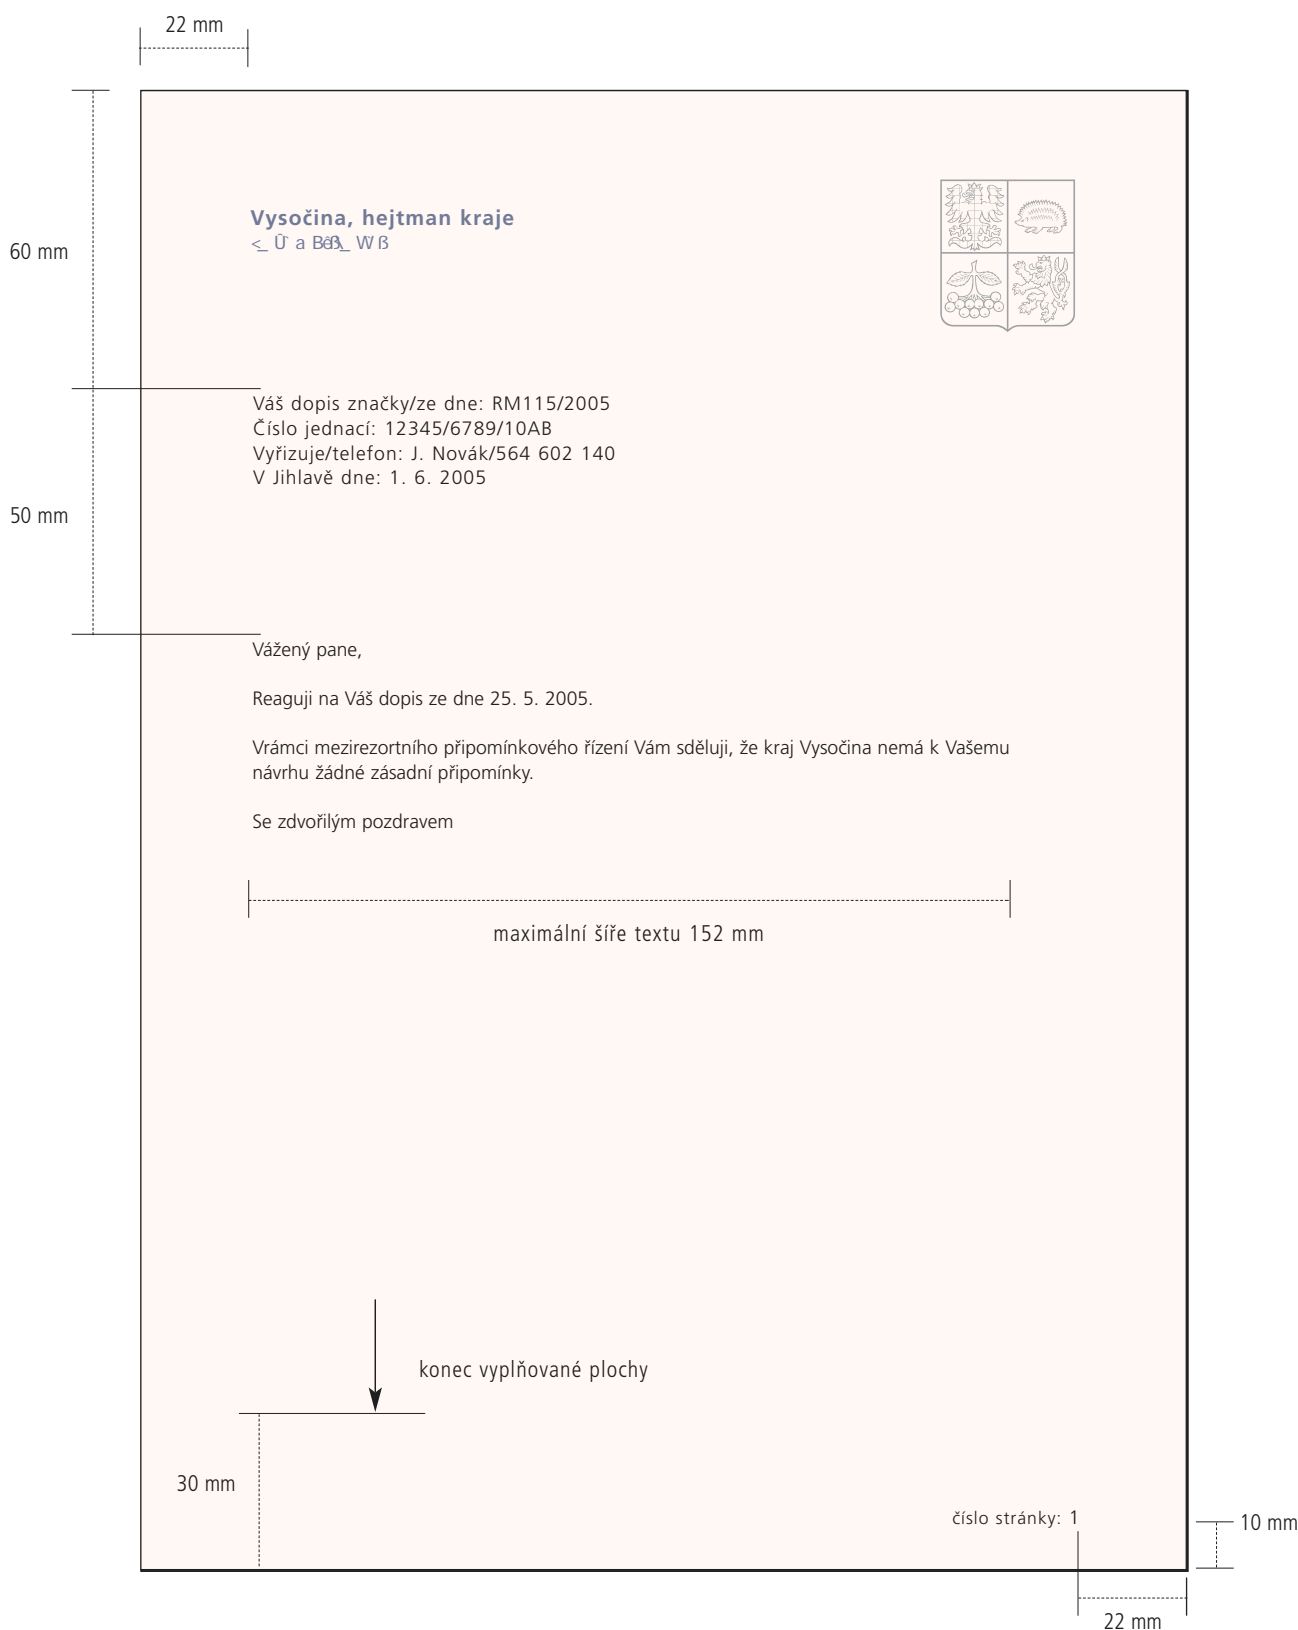 22 mm
Vysočina, hejtman kraje
60 mm
Váš dopis značky/ze dne: RM115/2005
Číslo jednací: 12345/6789/10AB
Vyřizuje/telefon: J. Novák/564 602 140
V Jihlavě dne: 1. 6. 2005
50 mm
Vážený pane,
Reaguji na Váš dopis ze dne 25. 5. 2005.
Vrámci mezirezortního připomínkového řízení Vám sděluji, že kraj Vysočina nemá k Vašemu
návrhu žádné zásadní připomínky.
Se zdvořilým pozdravem
maximální šíře textu 152 mm
konec vyplňované plochy
30 mm
číslo stránky: 1
10 mm
22 mm